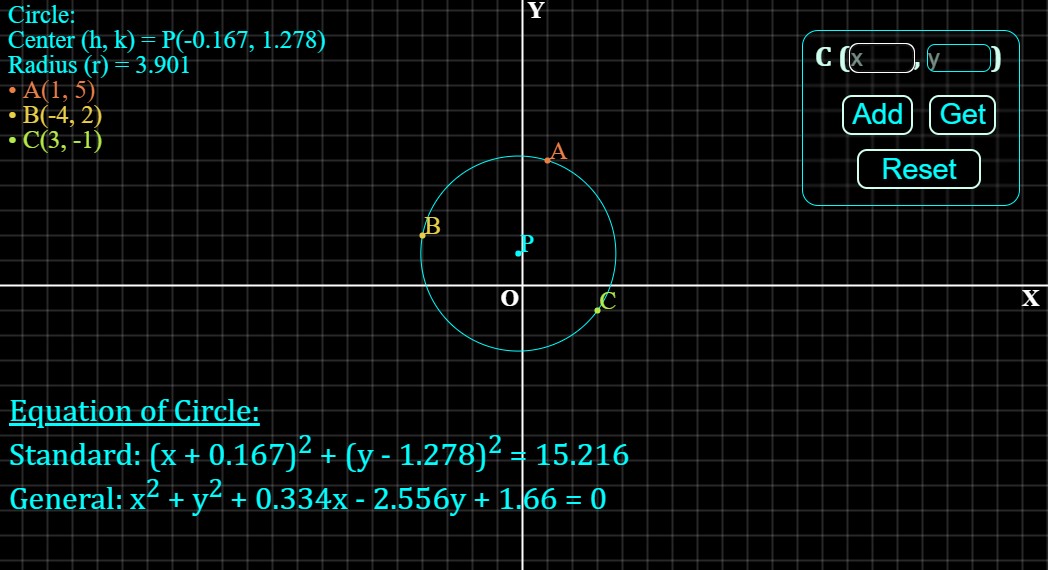 Circle:
Center (h, k) = P(-0.167, 1.278)
Radius (r) = 3.901
• A(1, 5)
• B(-4, 2)
• C(3, -1)
Y
C (x, y)
Add Get
Reset
A
B
P
O
C
X
Equation of Circle:
Standard: (x + 0.167)² + (y - 1.278)² = 15.216
General: x² + y² + 0.334x - 2.556y + 1.66 = 0